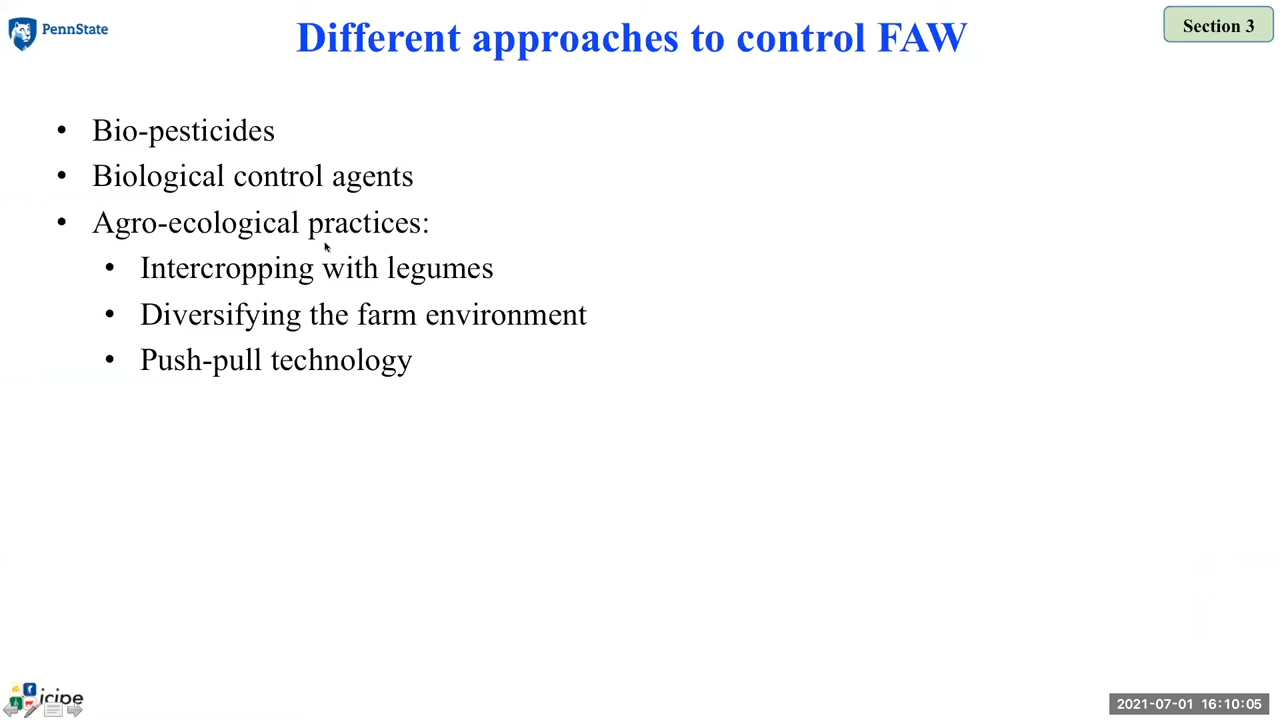 PennState
Different approaches to control FAW
Section 3
• Bio-pesticides
• Biological control agents
• Agro-ecological practices:
• Intercropping with legumes
• Diversifying the farm environment
• Push-pull technology
icipe
2021-07-01 16:10:05